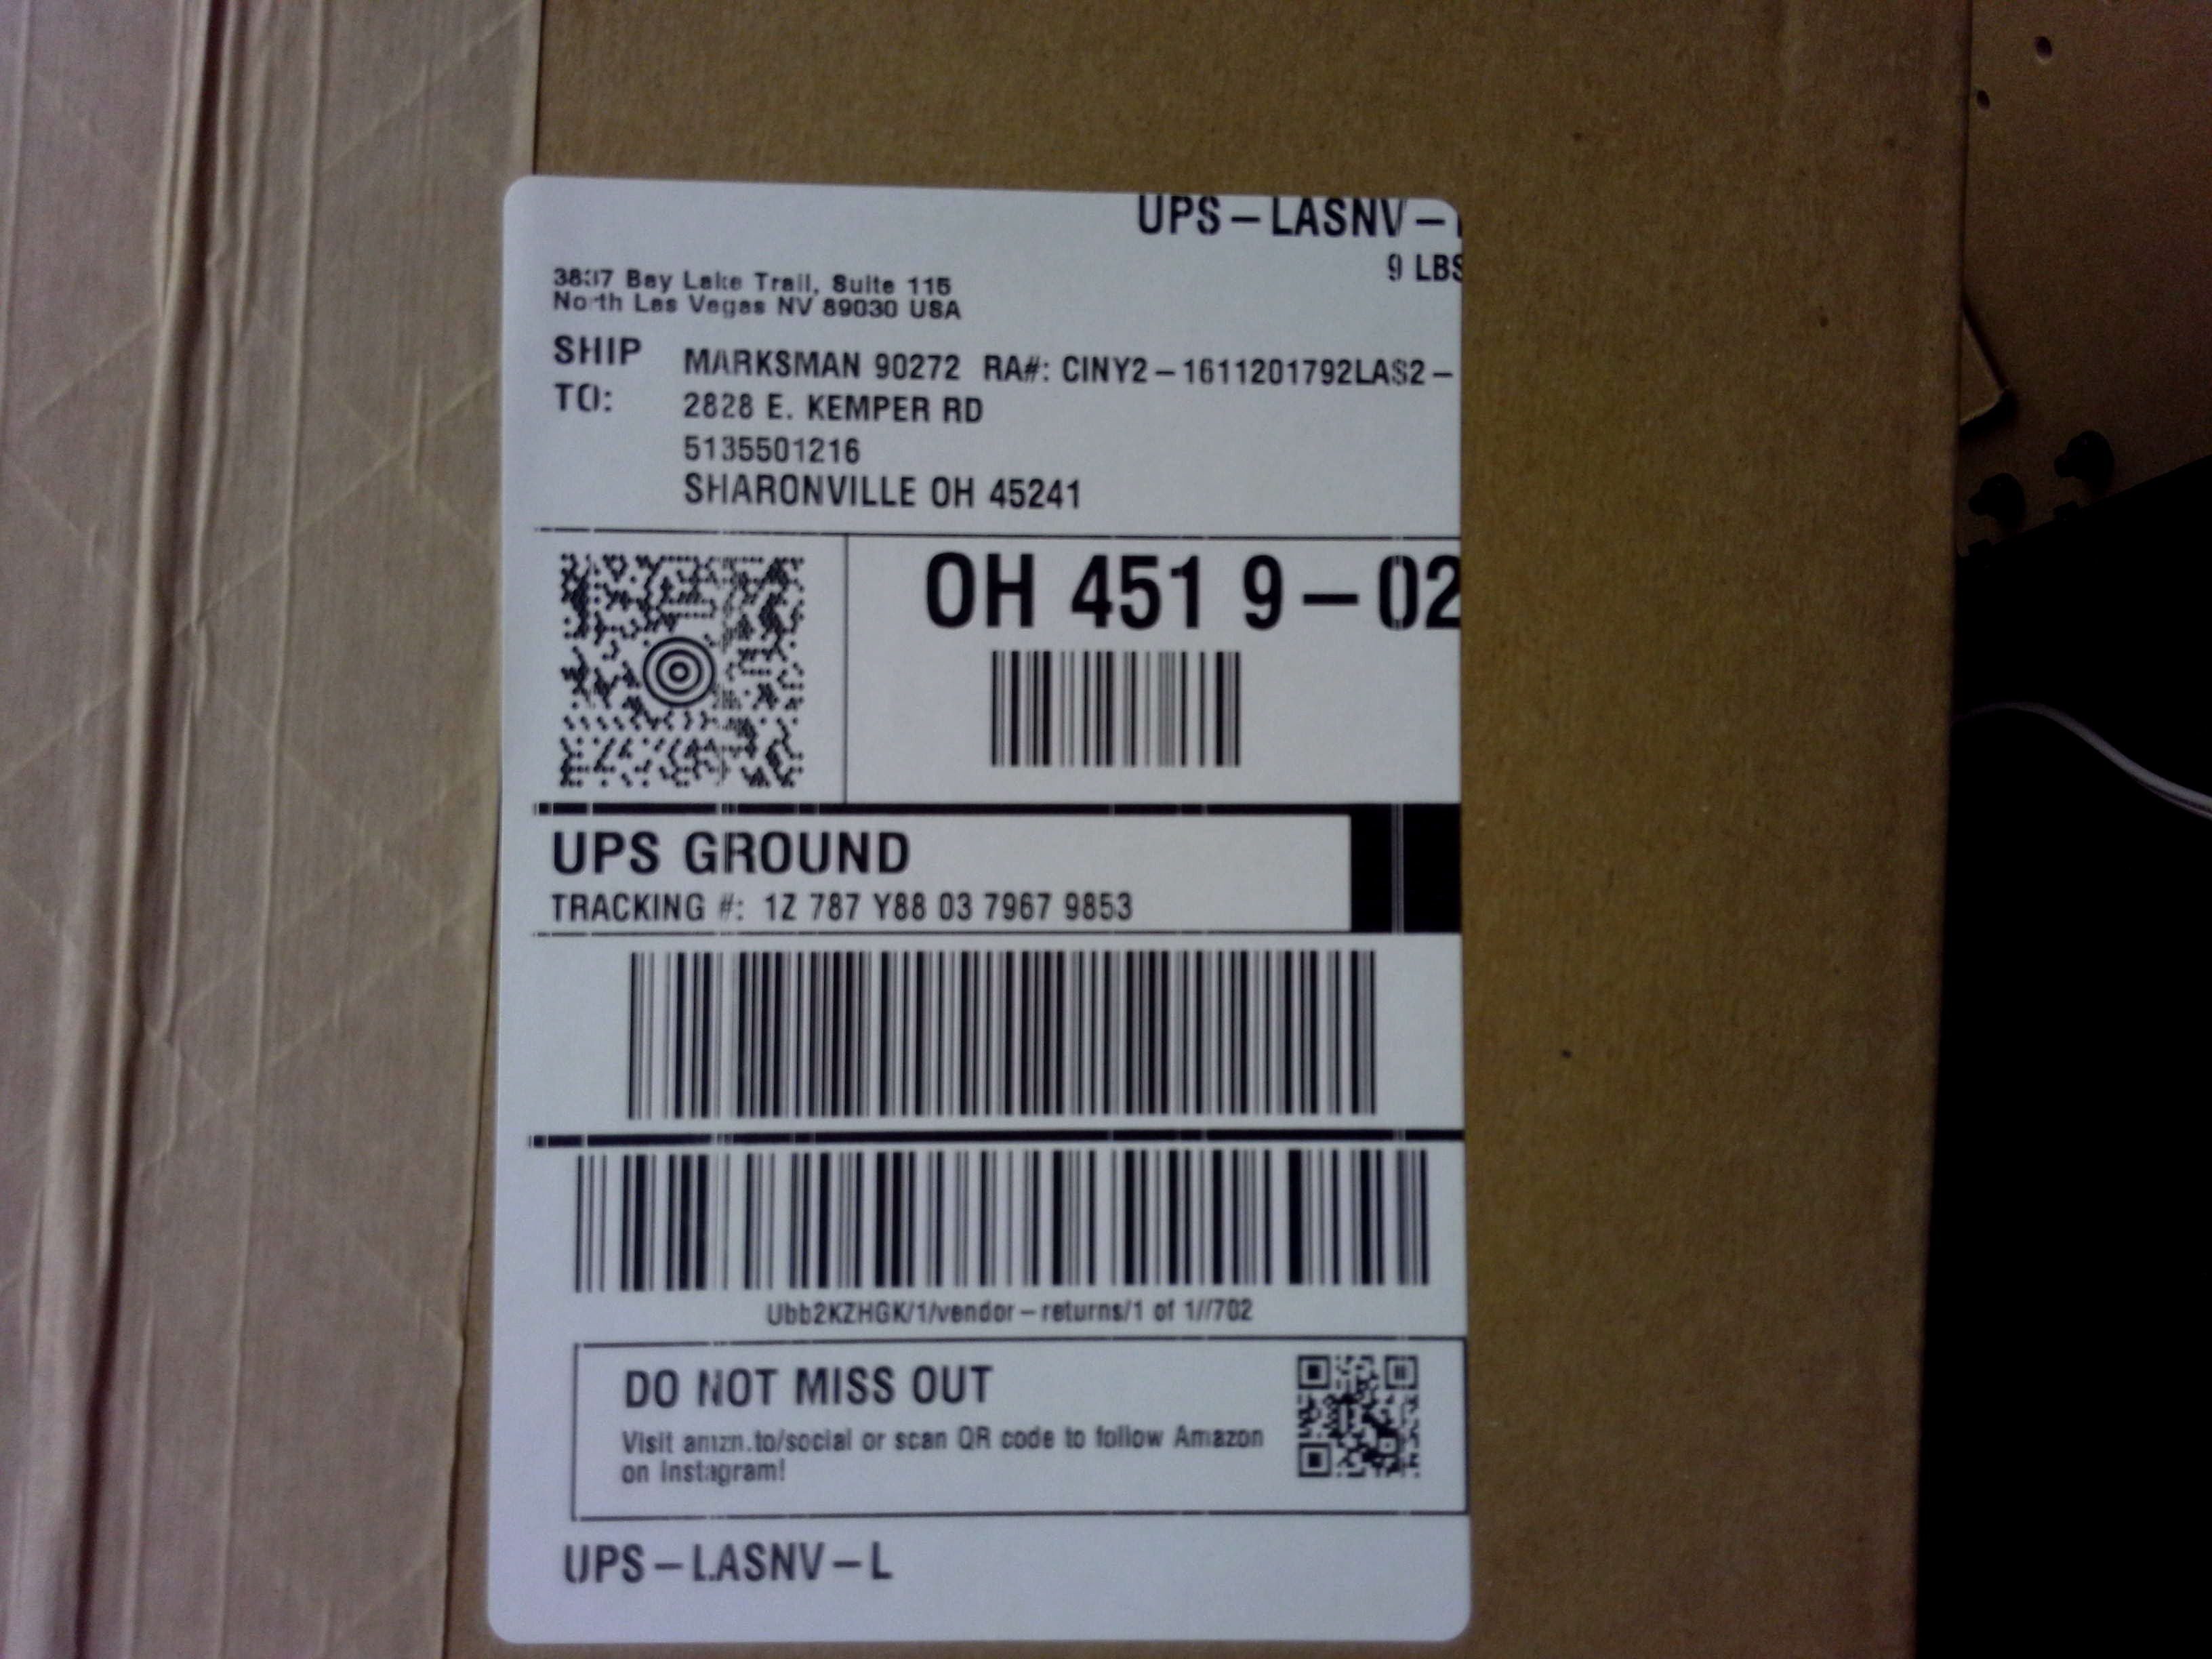 UPS – LASNV –
9 LBS
3837 Bay Lake Trail, Suite 115
North Las Vegas NV 89030 USA
SHIP TO:
MARKSMAN 90272 RA#: CINY2 – 1611201792LAS2 –
2828 E. KEMPER RD
5135501216
SHARONVILLE OH 45241
OH 451 9 – 02
UPS GROUND
TRACKING #: 1Z 787 Y88 03 7967 9853
Ubb2KZHGK/1/vendor – returns/1 of 1//702
DO NOT MISS OUT
Visit amzn.to/social or scan QR code to follow Amazon
on Instagram!
UPS – LASNV – L